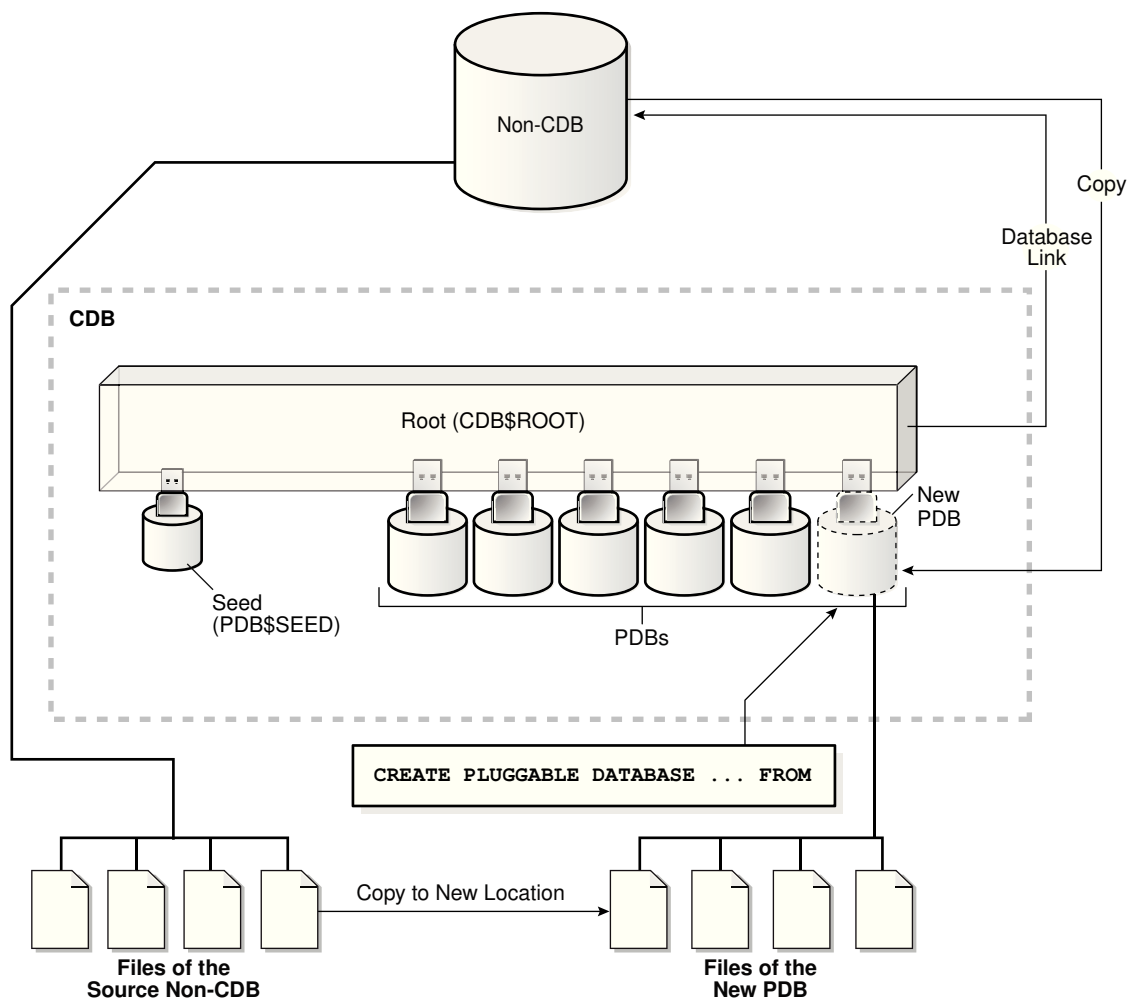 Non-CDB
Copy
Database
Link
CDB
Root (CDB$ROOT)
New
PDB
Seed
(PDB$SEED)
PDBs
CREATE PLUGGABLE DATABASE ... FROM
Copy to New Location
Files of the
Source Non-CDB
Files of the
New PDB